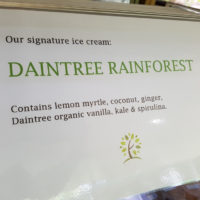 Our signature ice cream:
DAINTREE RAINFOREST
Contains lemon myrtle, coconut, ginger,
Daintree organic vanilla, kale & spirulina.